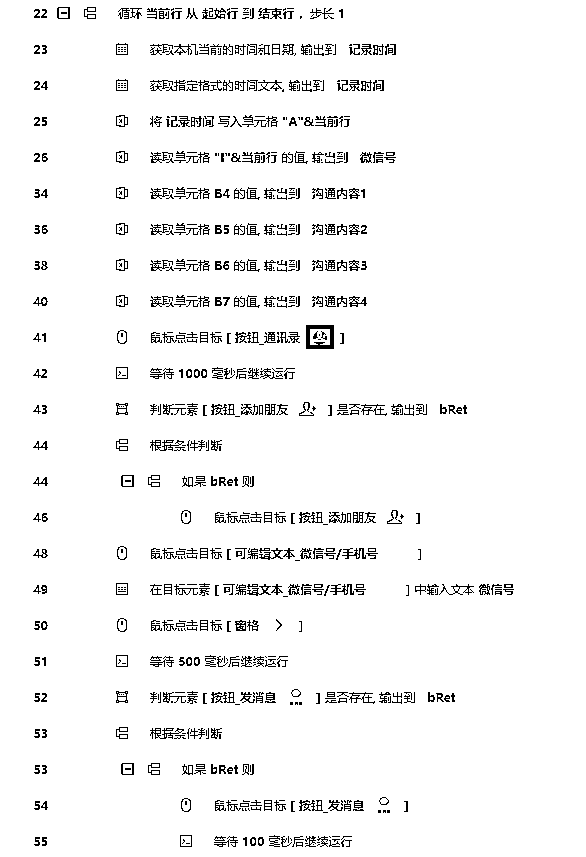 22 循环 当前行 从 起始行 到 结束行 , 步长 1
23 获取本机当前的时间和日期, 输出到 记录时间
24 获取指定格式的时间文本, 输出到 记录时间
25 将 记录时间 写入单元格 "A"&当前行
26 读取单元格 "I"&当前行 的值, 输出到 微信号
34 读取单元格 B4 的值, 输出到 沟通内容1
36 读取单元格 B5 的值, 输出到 沟通内容2
38 读取单元格 B6 的值, 输出到 沟通内容3
40 读取单元格 B7 的值, 输出到 沟通内容4
41 鼠标点击目标 [ 按钮_通讯录 ]
42 等待 1000 毫秒后继续运行
43 判断元素 [ 按钮_添加朋友 ] 是否存在, 输出到 bRet
44 根据条件判断
44 如果 bRet 则
46 鼠标点击目标 [ 按钮_添加朋友 ]
48 鼠标点击目标 [ 可编辑文本_微信号/手机号 ]
49 在目标元素 [ 可编辑文本_微信号/手机号 ] 中输入文本 微信号
50 鼠标点击目标 [ 窗格 ]
51 等待 500 毫秒后继续运行
52 判断元素 [ 按钮_发消息 ] 是否存在, 输出到 bRet
53 根据条件判断
53 如果 bRet 则
54 鼠标点击目标 [ 按钮_发消息 ]
55 等待 100 毫秒后继续运行